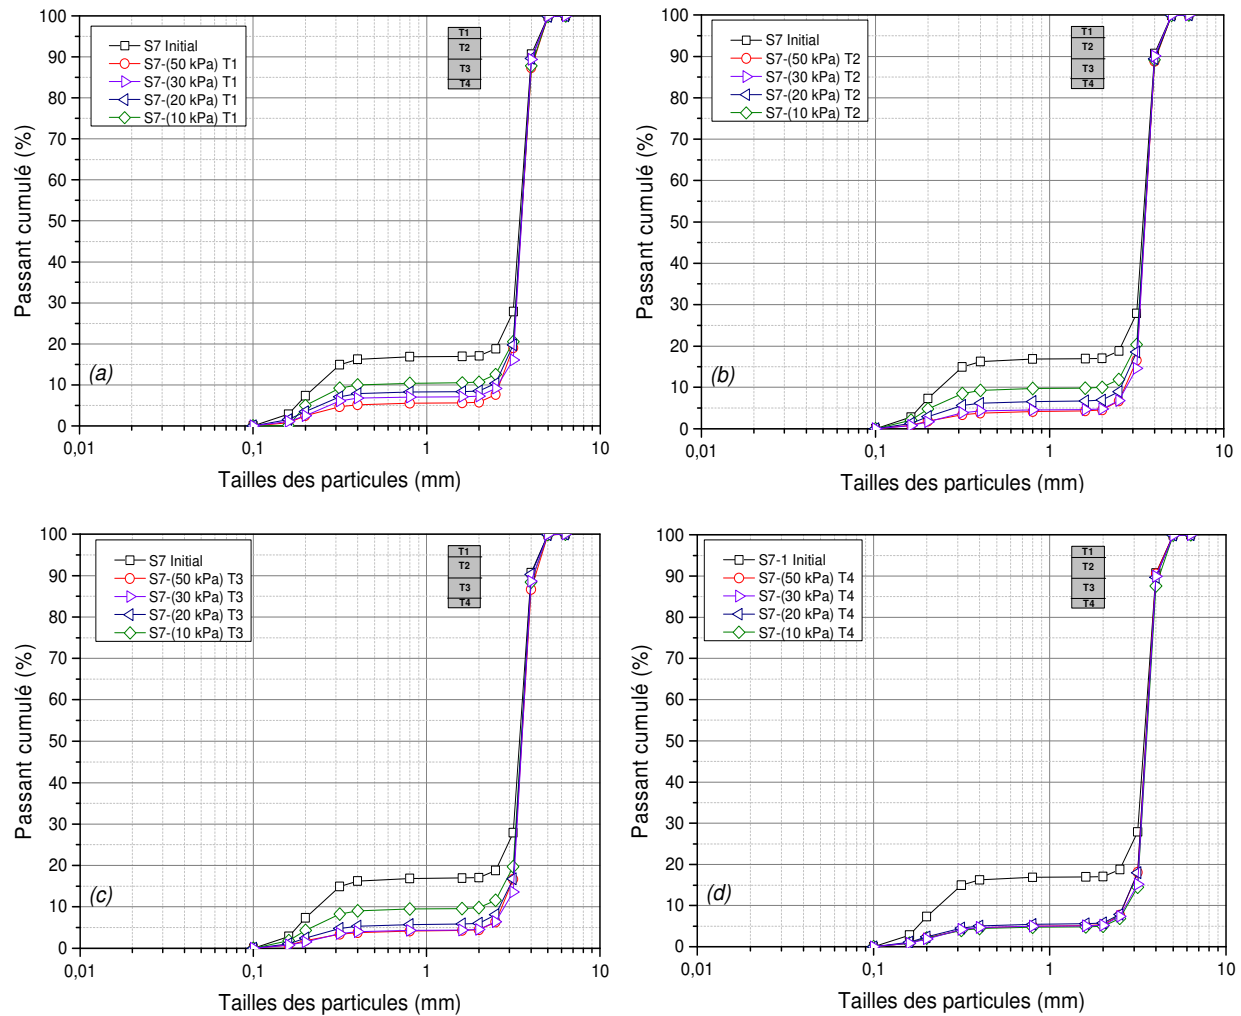 100
90
80
70
60
50
40
30
20
10
0
Passant cumulé (%)
S7 Initial
S7-(50 kPa) T1
S7-(30 kPa) T1
S7-(20 kPa) T1
S7-(10 kPa) T1
T1
T2
T3
T4
(a)
0,01
0,1
1
10
Tailles des particules (mm)
100
90
80
70
60
50
40
30
20
10
0
Passant cumulé (%)
S7 Initial
S7-(50 kPa) T2
S7-(30 kPa) T2
S7-(20 kPa) T2
S7-(10 kPa) T2
T1
T2
T3
T4
(b)
0,01
0,1
1
10
Tailles des particules (mm)
100
90
80
70
60
50
40
30
20
10
0
Passant cumulé (%)
S7 Initial
S7-(50 kPa) T3
S7-(30 kPa) T3
S7-(20 kPa) T3
S7-(10 kPa) T3
T1
T2
T3
T4
(c)
0,01
0,1
1
10
Tailles des particules (mm)
100
90
80
70
60
50
40
30
20
10
0
Passant cumulé (%)
S7-1 Initial
S7-(50 kPa) T4
S7-(30 kPa) T4
S7-(20 kPa) T4
S7-(10 kPa) T4
T1
T2
T3
T4
(d)
0,01
0,1
1
10
Tailles des particules (mm)